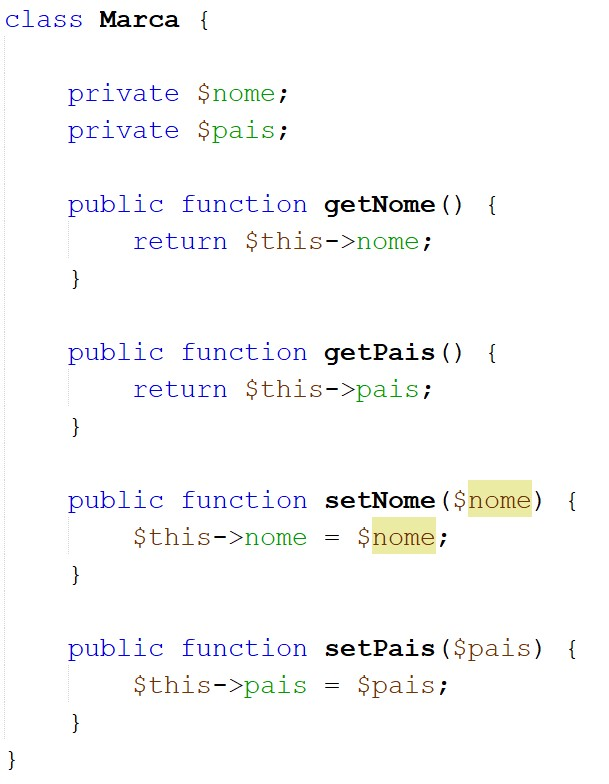 class Marca {
private $nome;
private $pais;
public function getNome() {
return $this->nome;
}
public function getPais() {
return $this->pais;
}
public function setNome($nome) {
$this->nome = $nome;
}
public function setPais($pais) {
$this->pais = $pais;
}
}